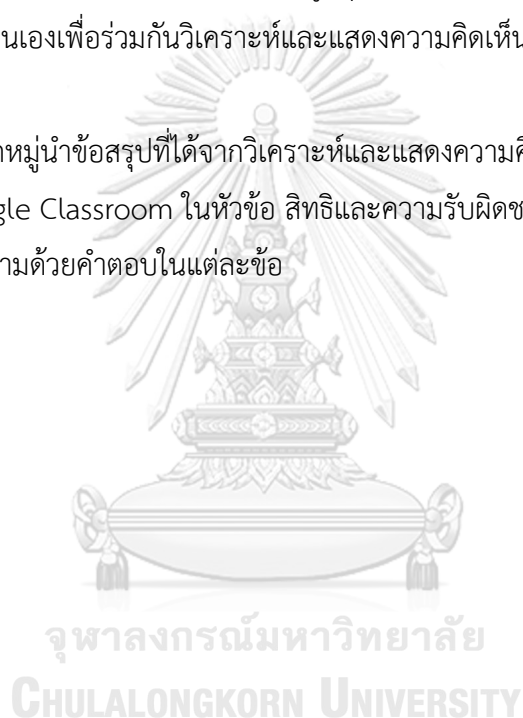 นเองเพื่อร่วมกันวิเคราะห์และแสดงความคิดเห็น
หมู่นำข้อสรุปที่ได้จากวิเคราะห์และแสดงความคิ
gle Classroom ในหัวข้อ สิทธิและความรับผิดช
ามด้วยคำตอบในแต่ละข้อ
จุฬาลงกรณ์มหาวิทยาลัย
CHULALONGKORN UNIVERSITY